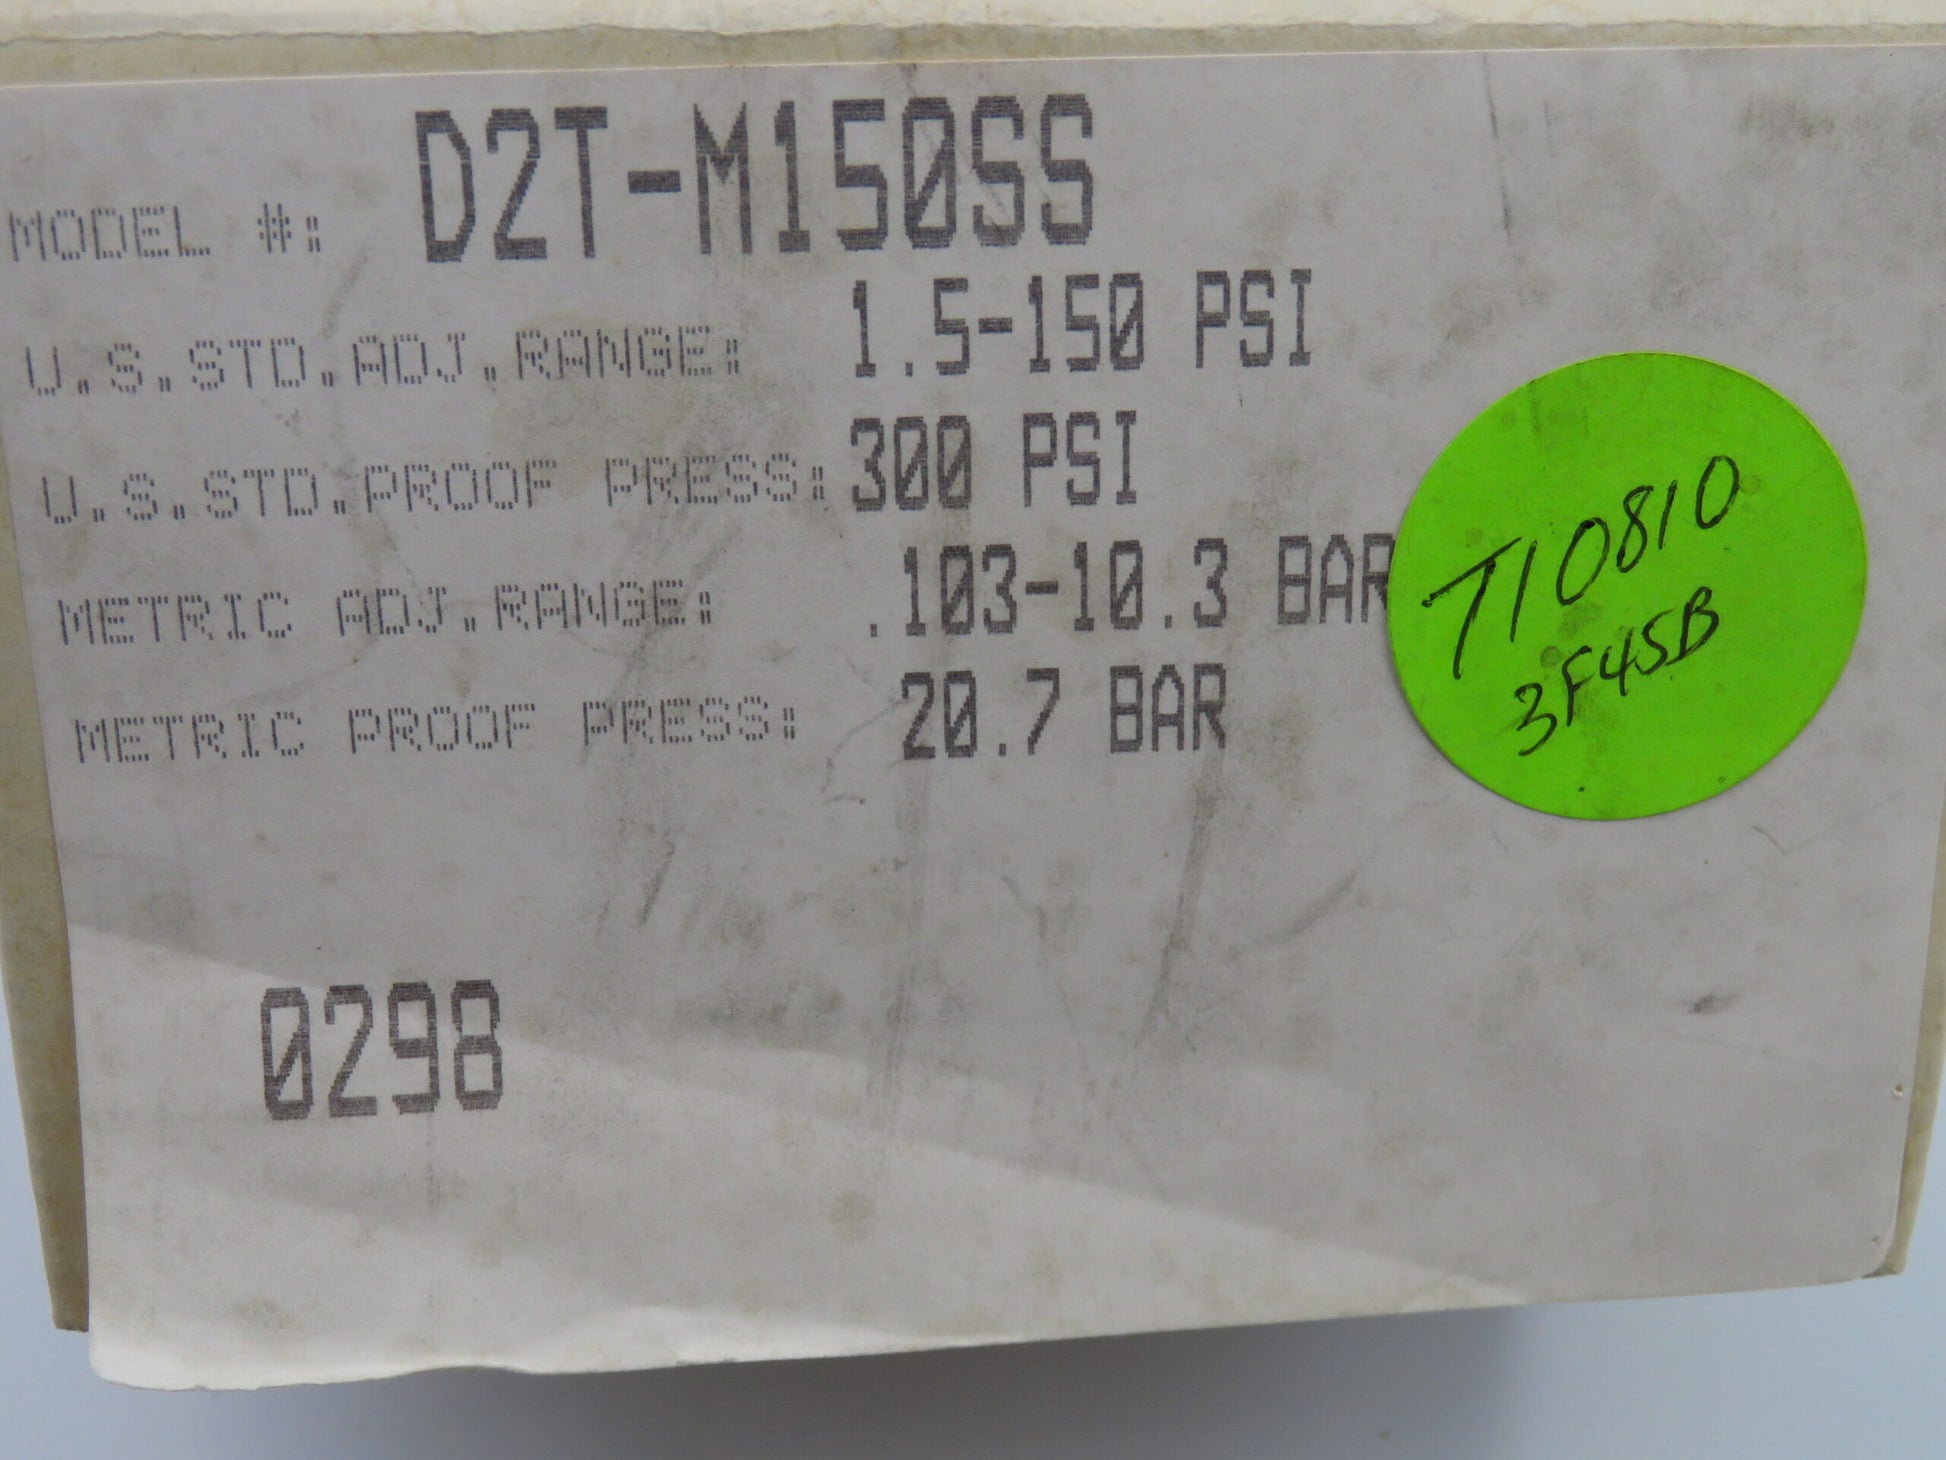 MODEL #: D2T-M150SS
U.S.STD.ADJ.RANGE: 1.5-150 PSI
U.S.STD.PROOF PRESS: 300 PSI
METRIC ADJ.RANGE: .103-10.3 BAR
METRIC PROOF PRESS: 20.7 BAR
T10810
3F45B
0298